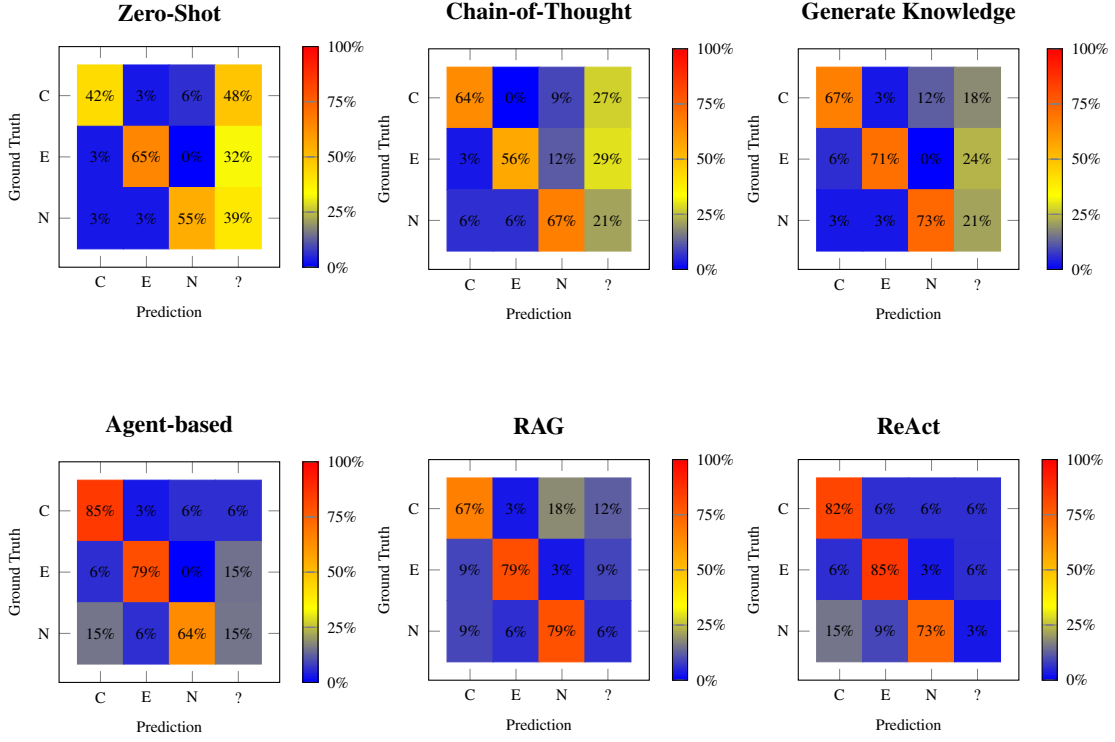 Zero-Shot
100%
C 42% 3% 6% 48%
75%
E 3% 65% 0% 32%
50%
25%
N 3% 3% 55% 39%
0%
C E N ?
Ground Truth
Prediction
Chain-of-Thought
100%
C 64% 0% 9% 27%
75%
E 3% 56% 12% 29%
50%
25%
N 6% 6% 67% 21%
0%
C E N ?
Ground Truth
Prediction
Generate Knowledge
100%
C 67% 3% 12% 18%
75%
E 6% 71% 0% 24%
50%
25%
N 3% 3% 73% 21%
0%
C E N ?
Ground Truth
Prediction
Agent-based
100%
C 85% 3% 6% 6%
75%
E 6% 79% 0% 15%
50%
25%
N 15% 6% 64% 15%
0%
C E N ?
Ground Truth
Prediction
RAG
100%
C 67% 3% 18% 12%
75%
E 9% 79% 3% 9%
50%
25%
N 9% 6% 79% 6%
0%
C E N ?
Ground Truth
Prediction
ReAct
100%
C 82% 6% 6% 6%
75%
E 6% 85% 3% 6%
50%
25%
N 15% 9% 73% 3%
0%
C E N ?
Ground Truth
Prediction